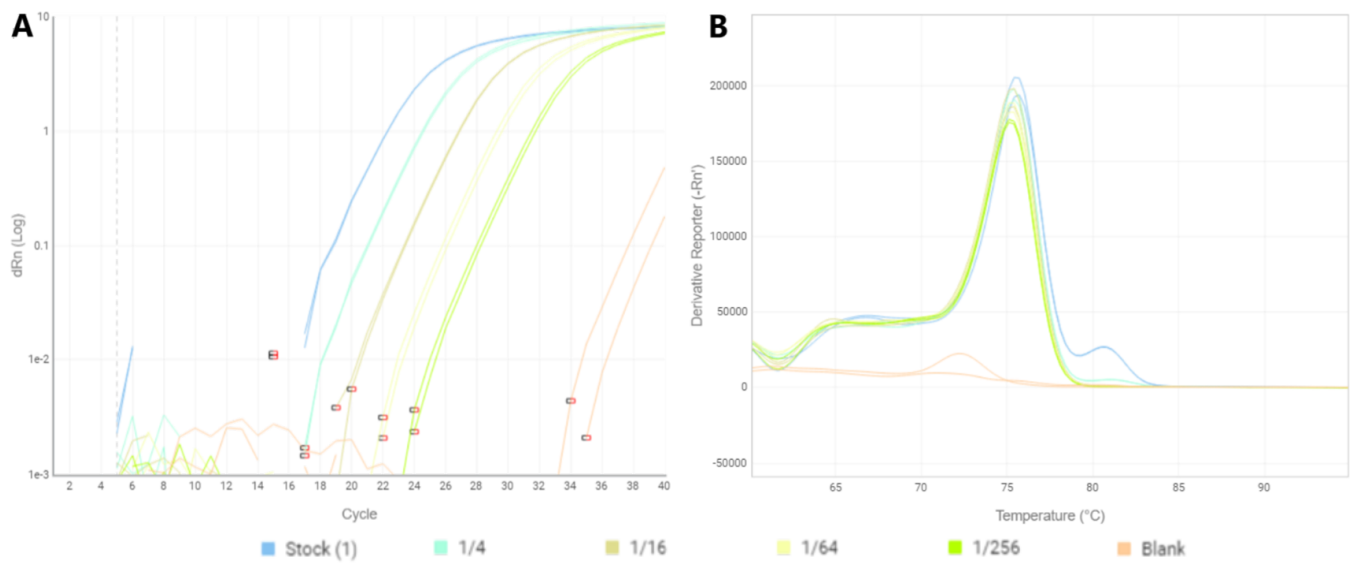 A
10
1
0.1
1e-2
1e-3
dRn (Log)
2 4 6 8 10 12 14 16 18 20 22 24 26 28 30 32 34 36 38 40
Cycle
B
200000
150000
100000
50000
0
-50000
Derivative Reporter (-Rn')
65 70 75 80 85 90
Temperature (°C)
Stock (1) 1/4 1/16 1/64 1/256 Blank